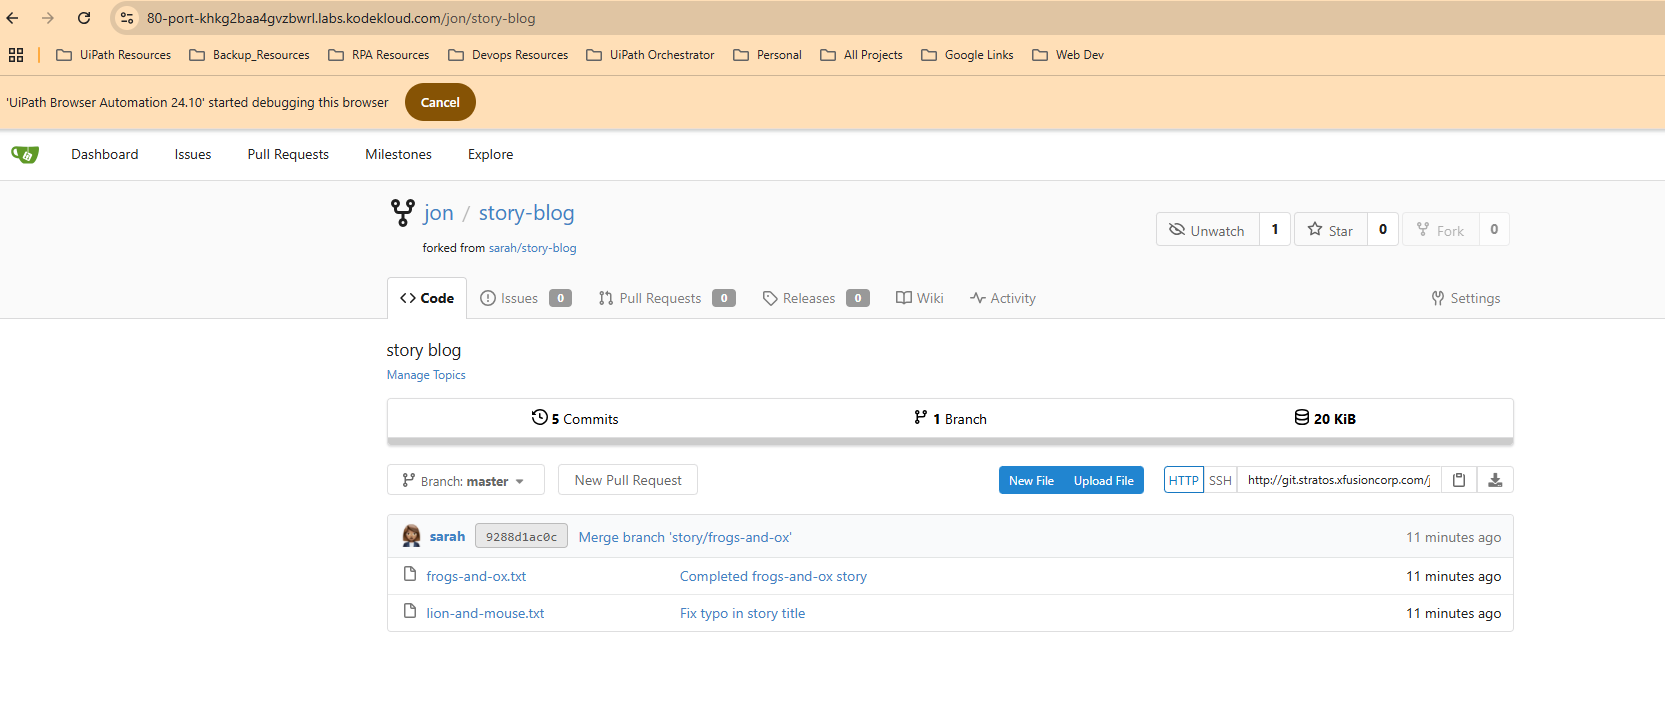 80-port-khkg2baa4gvzbwrl.labs.kodekloud.com/jon/story-blog
UiPath Resources Backup_Resources RPA Resources Devops Resources UiPath Orchestrator Personal All Projects Google Links Web Dev
'UiPath Browser Automation 24.10' started debugging this browser Cancel
Dashboard Issues Pull Requests Milestones Explore
jon / story-blog
Unwatch 1 Star 0 Fork 0
forked from sarah/story-blog
Code Issues 0 Pull Requests 0 Releases 0 Wiki Activity Settings
story blog
Manage Topics
5 Commits 1 Branch 20 KiB
Branch: master New Pull Request New File Upload File HTTP SSH http://git.stratos.xfusioncorp.com/j
sarah 9288d1ac0c Merge branch 'story/frogs-and-ox' 11 minutes ago
frogs-and-ox.txt Completed frogs-and-ox story 11 minutes ago
lion-and-mouse.txt Fix typo in story title 11 minutes ago